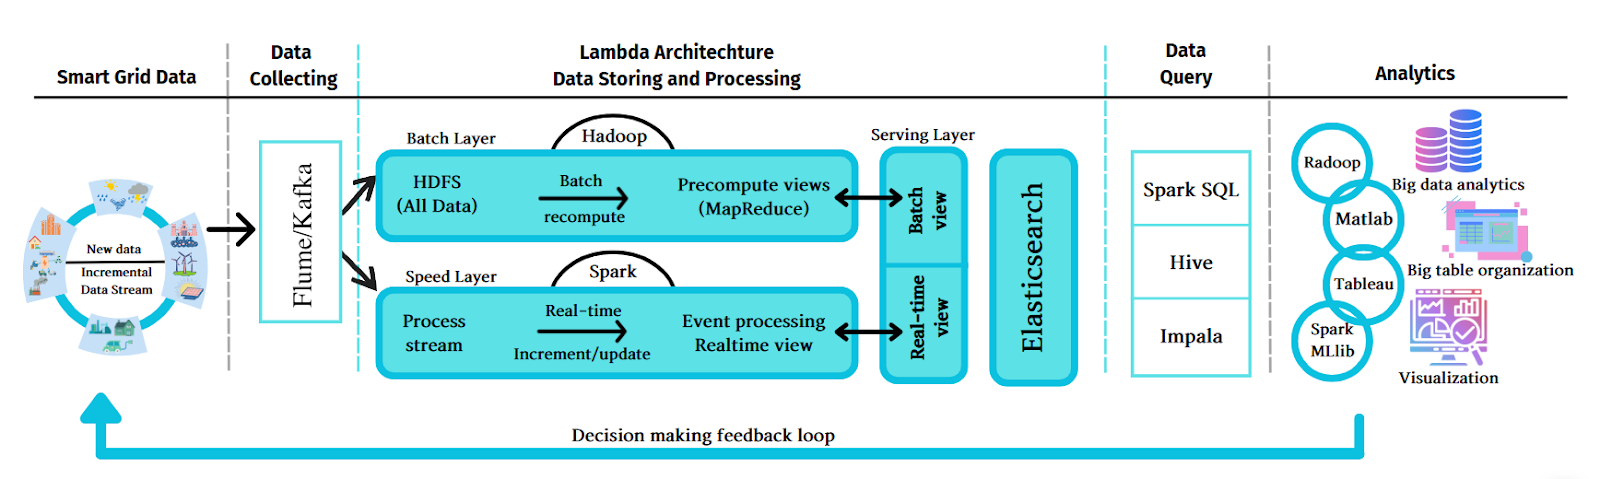 Smart Grid Data
Data
Collecting
Lambda Architechture
Data Storing and Processing
Data
Query
Analytics
New data
Incremental
Data Stream
Flume/Kafka
Batch Layer
Hadoop
HDFS
(All Data)
Batch
recompute
Precompute views
(MapReduce)
Speed Layer
Spark
Process
stream
Real-time
Increment/update
Event processing
Realtime view
Serving Layer
Batch
view
Real-time
view
Elasticsearch
Spark SQL
Hive
Impala
Radoop
Matlab
Tableau
Spark
MLlib
Big data analytics
Big table organization
Visualization
Decision making feedback loop